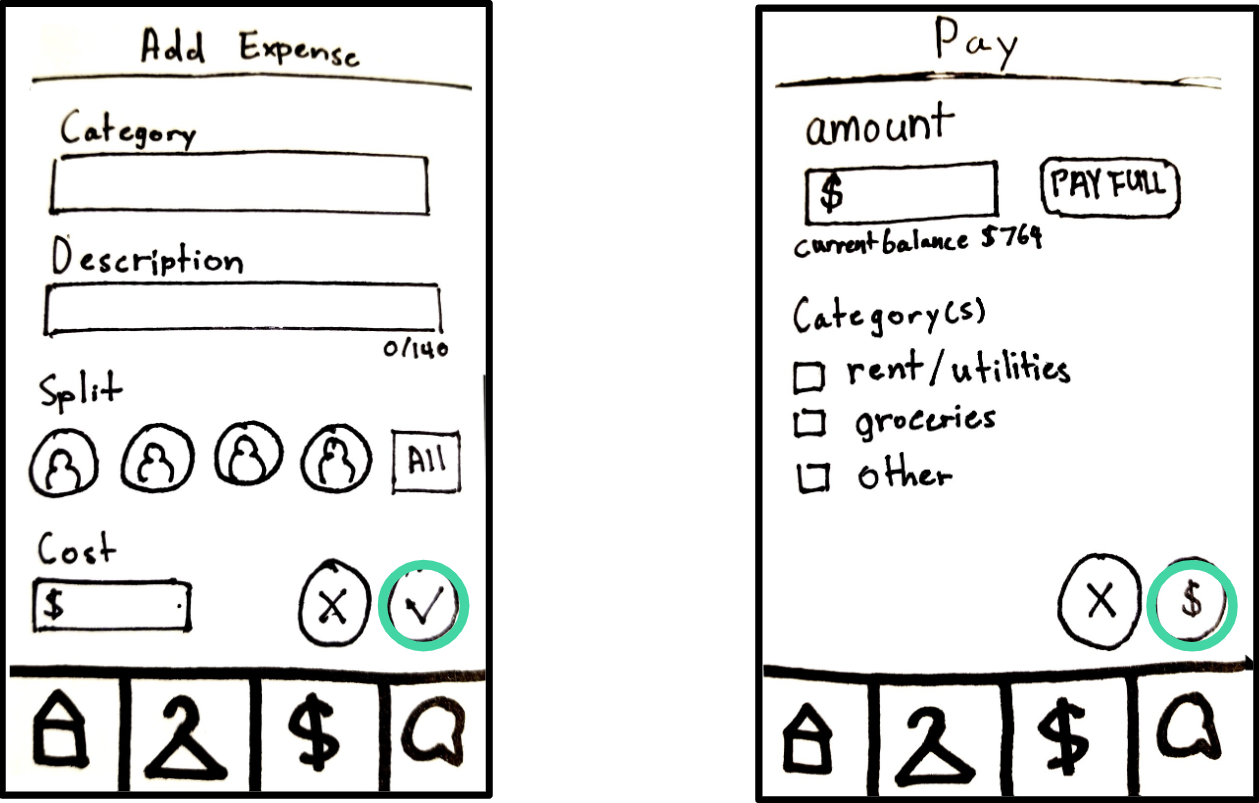 Add Expense
Category
Description
0/140
Split
All
Cost
$
X
$
Pay
amount
$
PAY FULL
current balance $769
Category(s)
rent/utilities
groceries
other
X
$
$